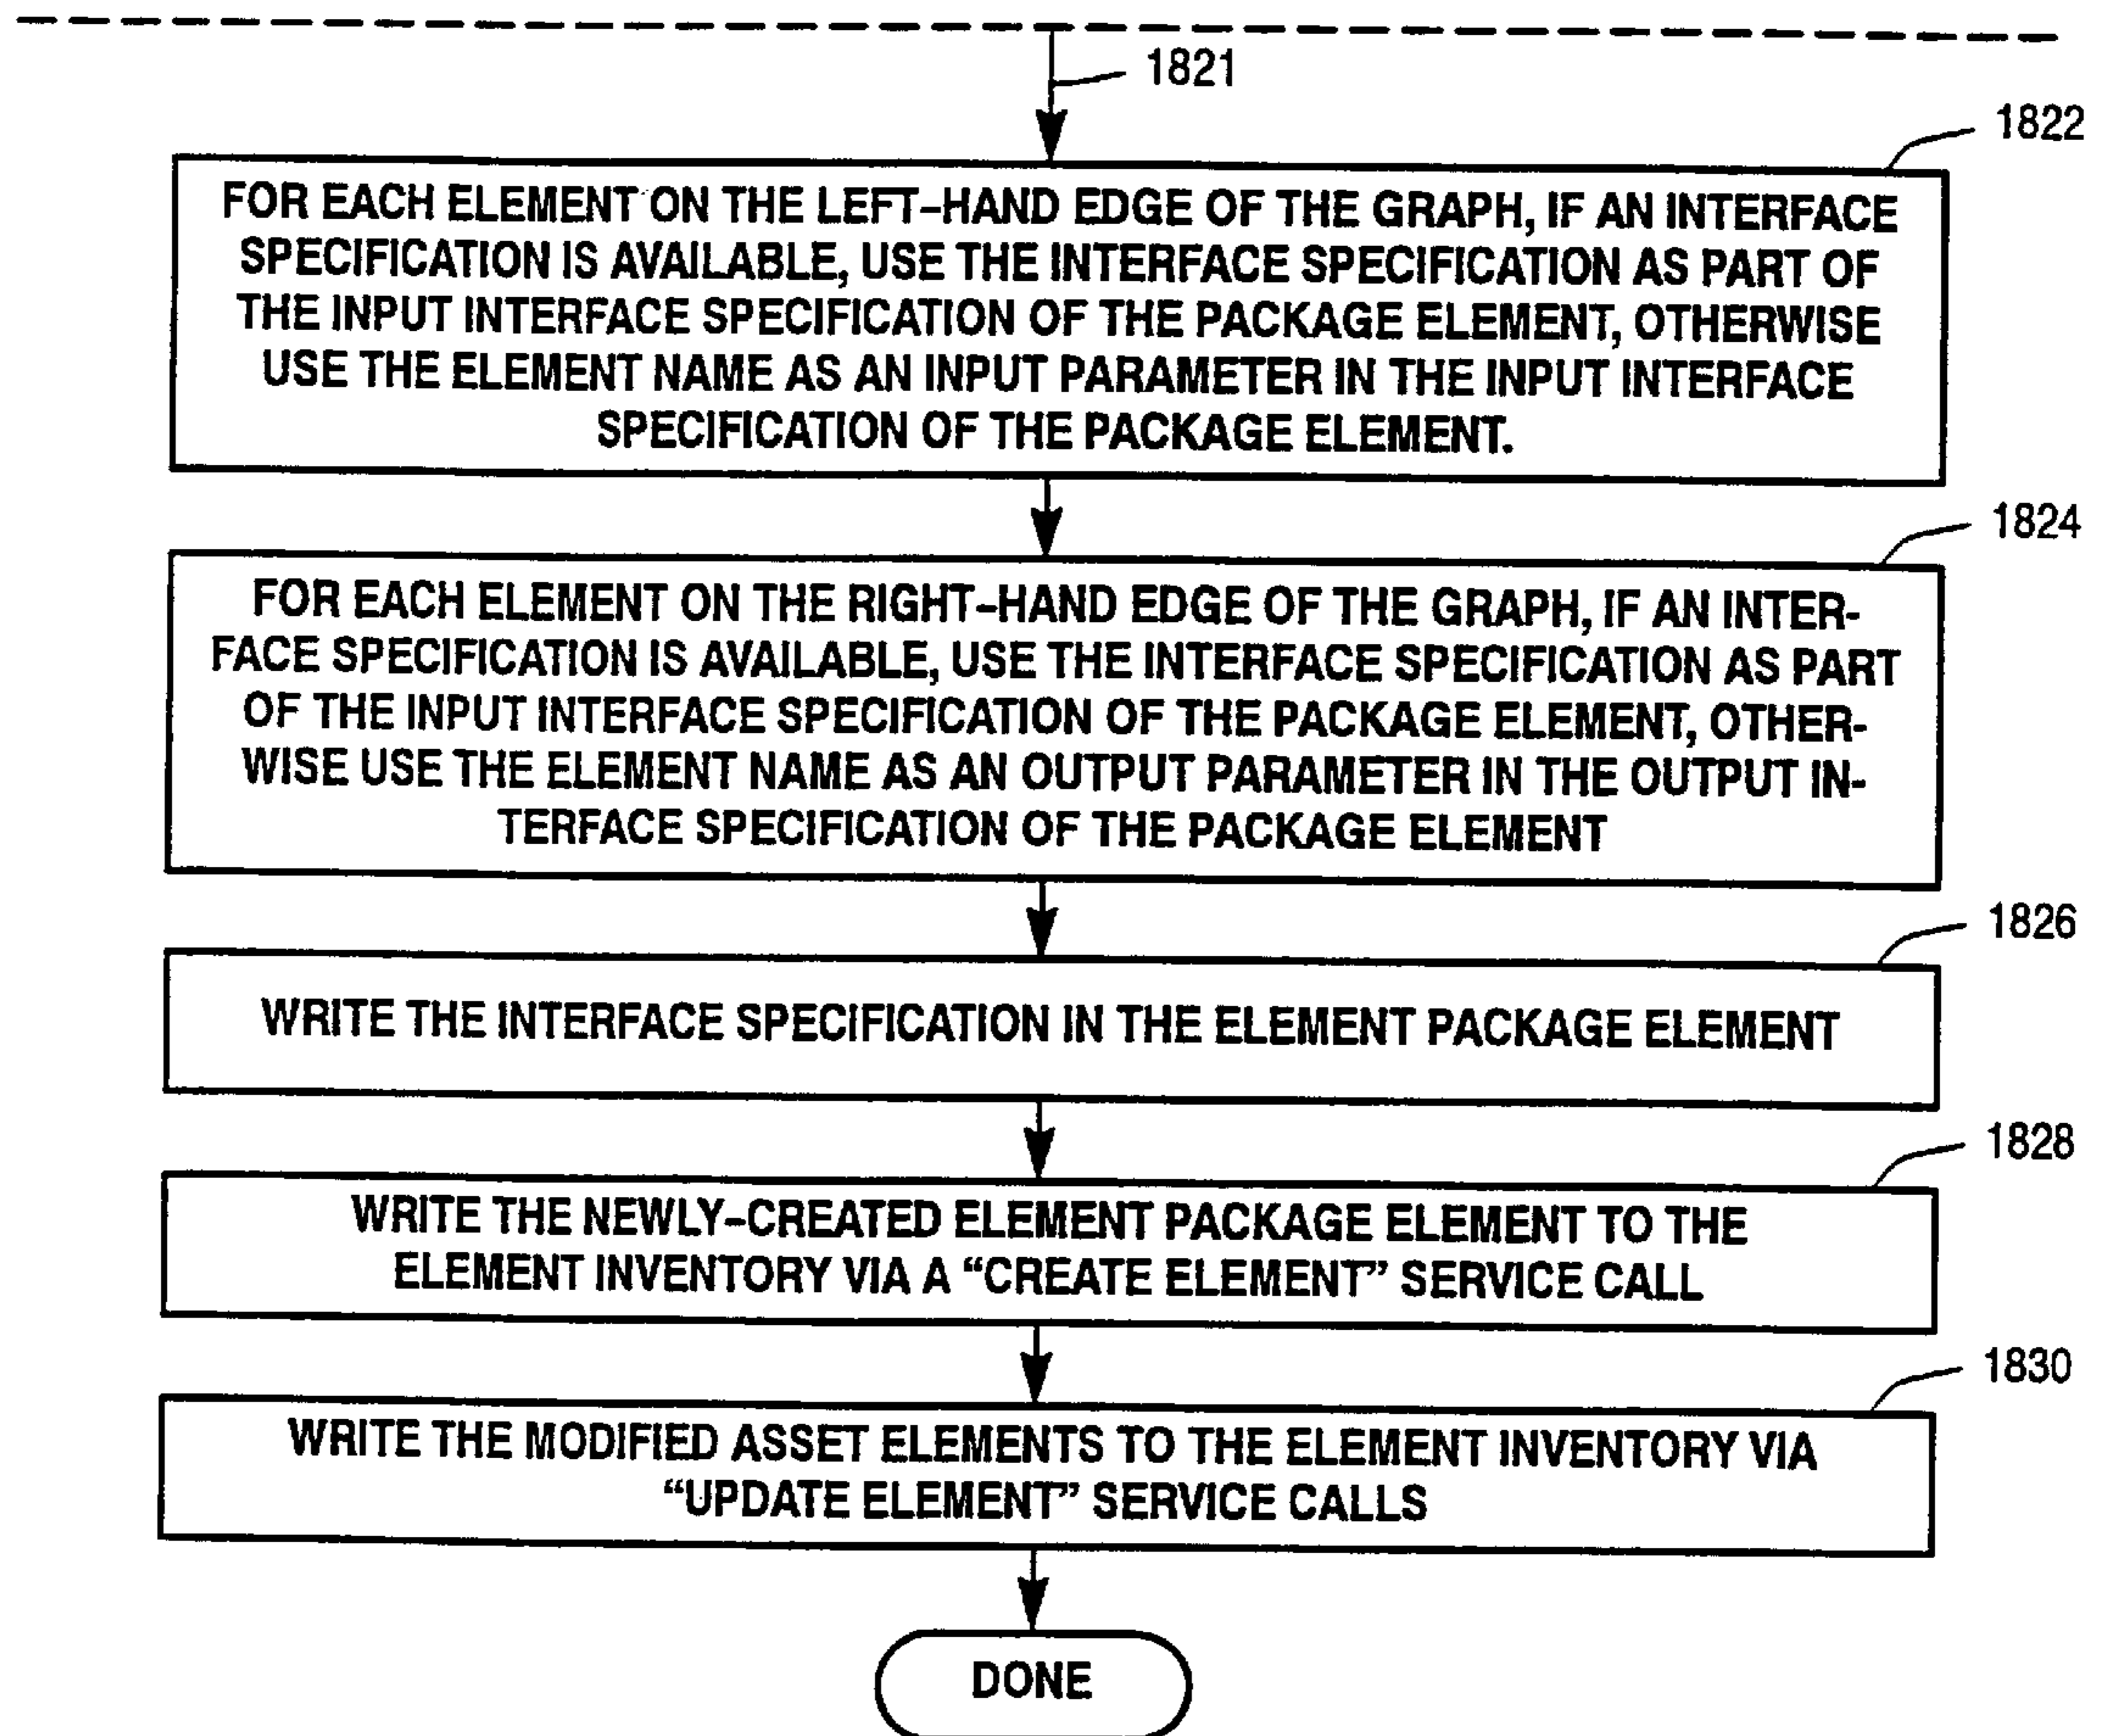 1821
1822
FOR EACH ELEMENT ON THE LEFT-HAND EDGE OF THE GRAPH, IF AN INTERFACE
SPECIFICATION IS AVAILABLE, USE THE INTERFACE SPECIFICATION AS PART OF
THE INPUT INTERFACE SPECIFICATION OF THE PACKAGE ELEMENT, OTHERWISE
USE THE ELEMENT NAME AS AN INPUT PARAMETER IN THE INPUT INTERFACE
SPECIFICATION OF THE PACKAGE ELEMENT.
1824
FOR EACH ELEMENT ON THE RIGHT-HAND EDGE OF THE GRAPH, IF AN INTER-
FACE SPECIFICATION IS AVAILABLE, USE THE INTERFACE SPECIFICATION AS PART
OF THE INPUT INTERFACE SPECIFICATION OF THE PACKAGE ELEMENT, OTHER-
WISE USE THE ELEMENT NAME AS AN OUTPUT PARAMETER IN THE OUTPUT IN-
TERFACE SPECIFICATION OF THE PACKAGE ELEMENT
1826
WRITE THE INTERFACE SPECIFICATION IN THE ELEMENT PACKAGE ELEMENT
1828
WRITE THE NEWLY-CREATED ELEMENT PACKAGE ELEMENT TO THE
ELEMENT INVENTORY VIA A “CREATE ELEMENT” SERVICE CALL
1830
WRITE THE MODIFIED ASSET ELEMENTS TO THE ELEMENT INVENTORY VIA
“UPDATE ELEMENT” SERVICE CALLS
DONE